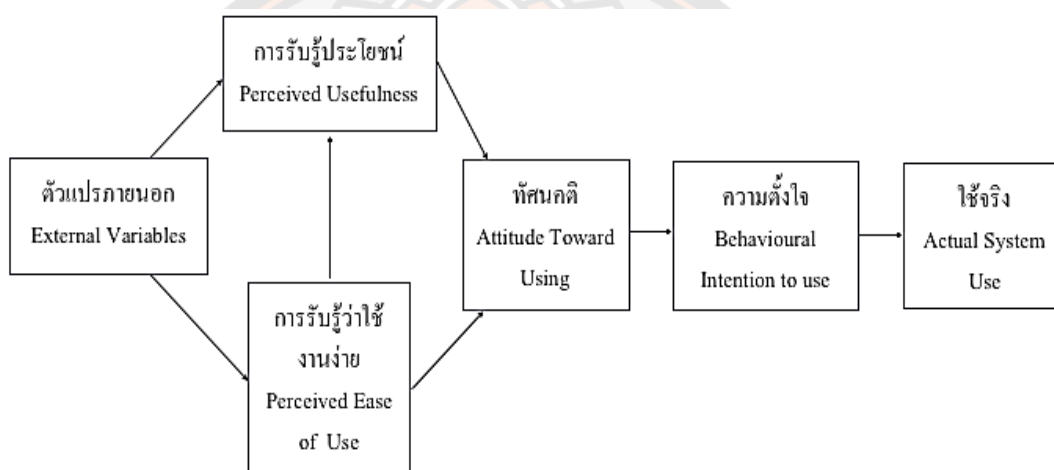 การรับรู้ประโยชน์
Perceived Usefulness
ตัวแปรภายนอก
External Variables
การรับรู้ว่าใช้
งานง่าย
Perceived Ease
of Use
ทัศนคติ
Attitude Toward
Using
ความตั้งใจ
Behavioural
Intention to use
ใช้จริง
Actual System
Use